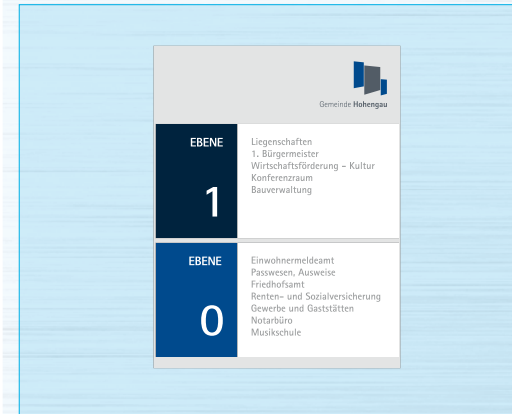 Gemeinde Hohengau
EBENE
1
Liegenschaften
1. Bürgermeister
Wirtschaftsförderung - Kultur
Konferenzraum
Bauverwaltung
EBENE
0
Einwohnermeldeamt
Passwesen, Ausweise
Friedhofsamt
Renten- und Sozialversicherung
Gewerbe und Gaststätten
Notarbüro
Musikschule